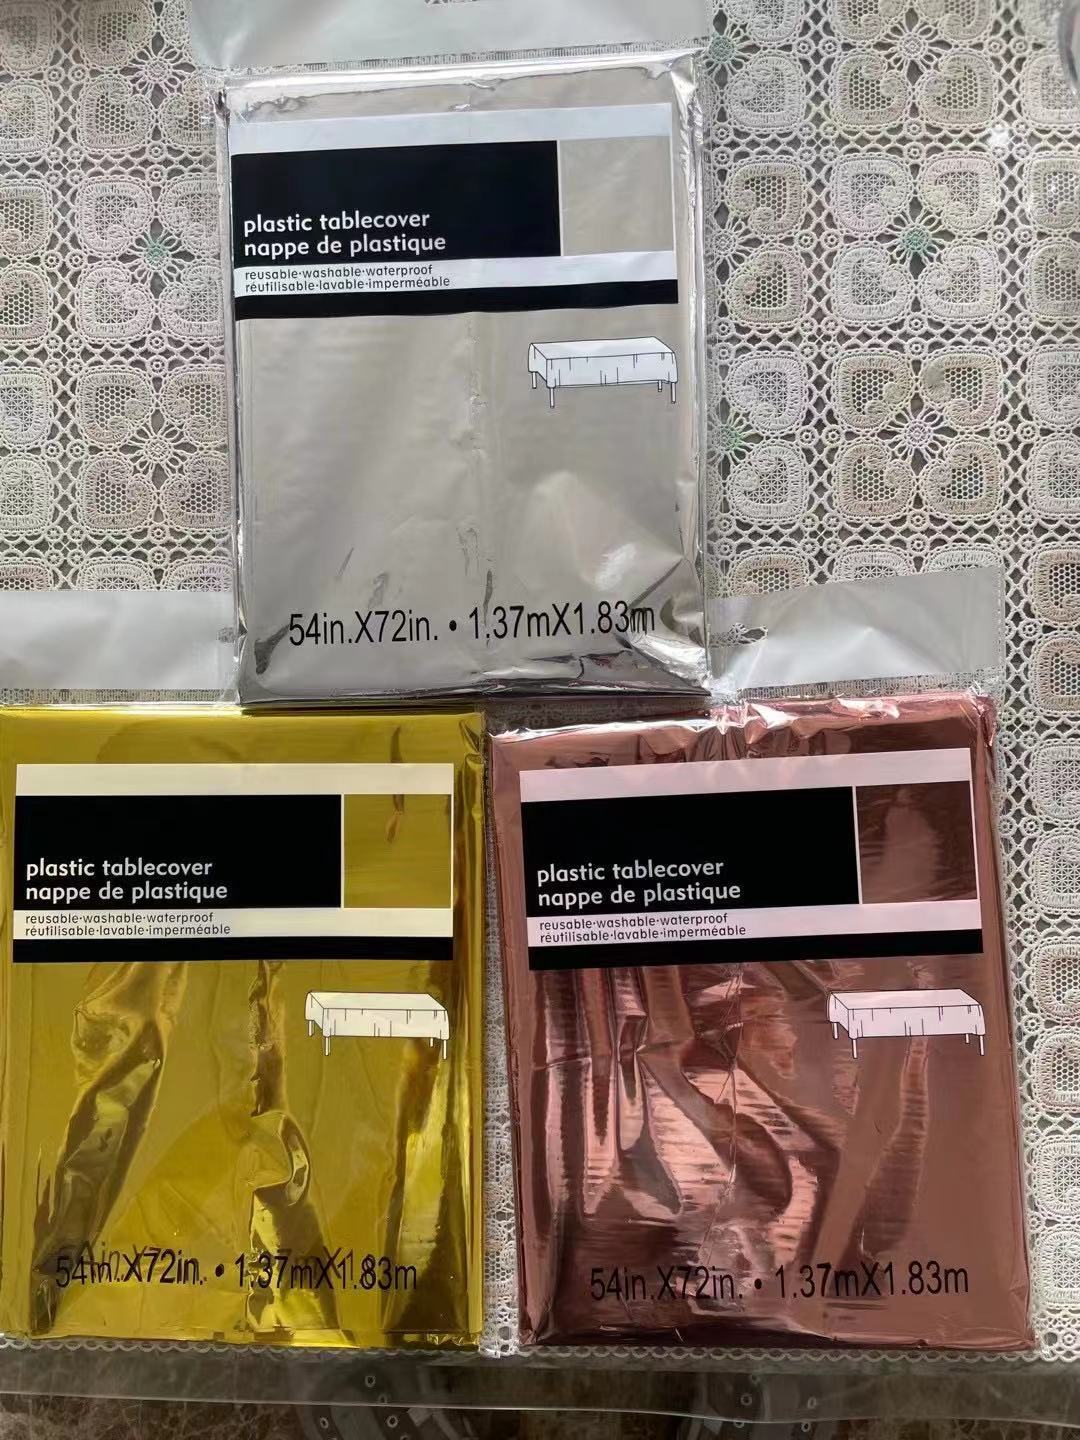 plastic tablecover
nappe de plastique
reusable·washable·waterproof
réutilisable·lavable·imperméable
54in.X72in. • 1.37mX1.83m
plastic tablecover
nappe de plastique
reusable·washable·waterproof
réutilisable·lavable·imperméable
54in.X72in. • 1.37mX1.83m
plastic tablecover
nappe de plastique
reusable·washable·waterproof
réutilisable·lavable·imperméable
54in.X72in. • 1.37mX1.83m